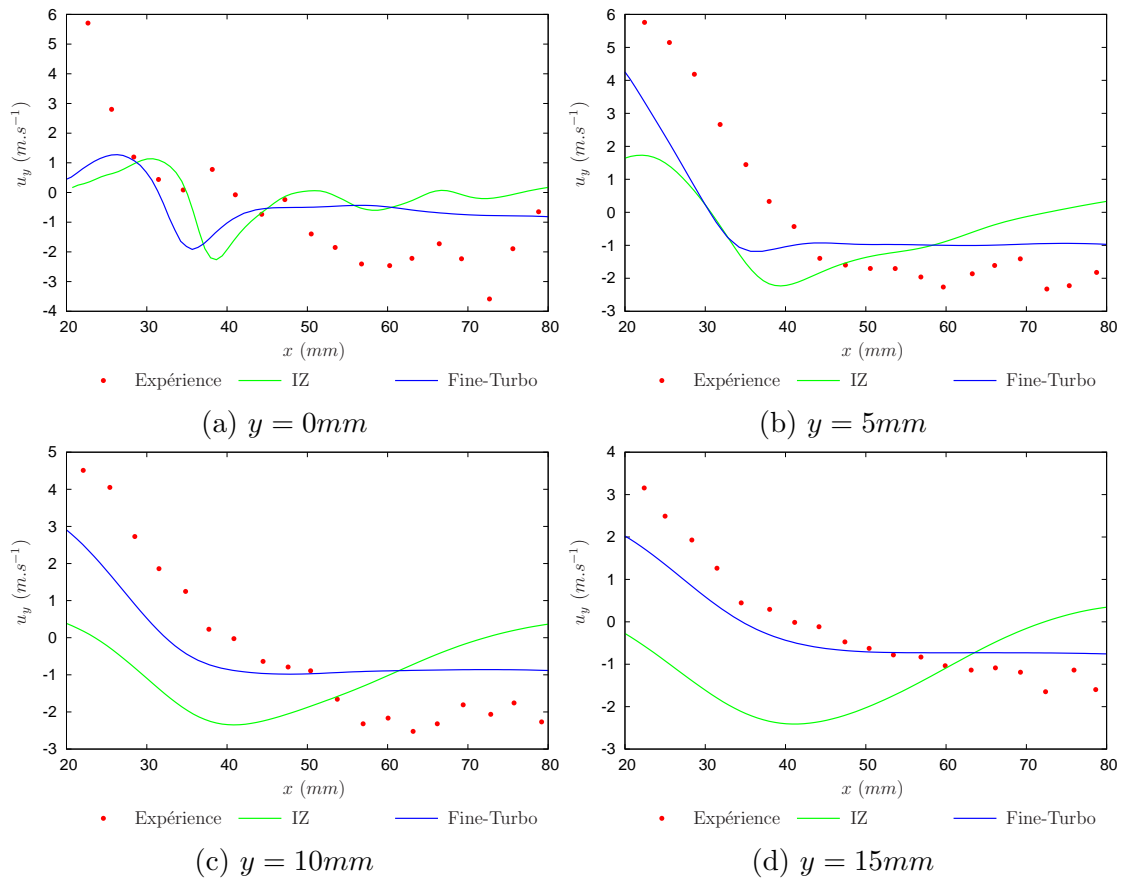 6
5
4
3
2
1
0
-1
-2
-3
-4
20 30 40 50 60 70 80
u_y (m.s^{-1})
x (mm)
Expérience IZ Fine-Turbo
(a) y = 0mm
6
5
4
3
2
1
0
-1
-2
-3
20 30 40 50 60 70 80
u_y (m.s^{-1})
x (mm)
Expérience IZ Fine-Turbo
(b) y = 5mm
5
4
3
2
1
0
-1
-2
-3
20 30 40 50 60 70 80
u_y (m.s^{-1})
x (mm)
Expérience IZ Fine-Turbo
(c) y = 10mm
4
3
2
1
0
-1
-2
-3
20 30 40 50 60 70 80
u_y (m.s^{-1})
x (mm)
Expérience IZ Fine-Turbo
(d) y = 15mm